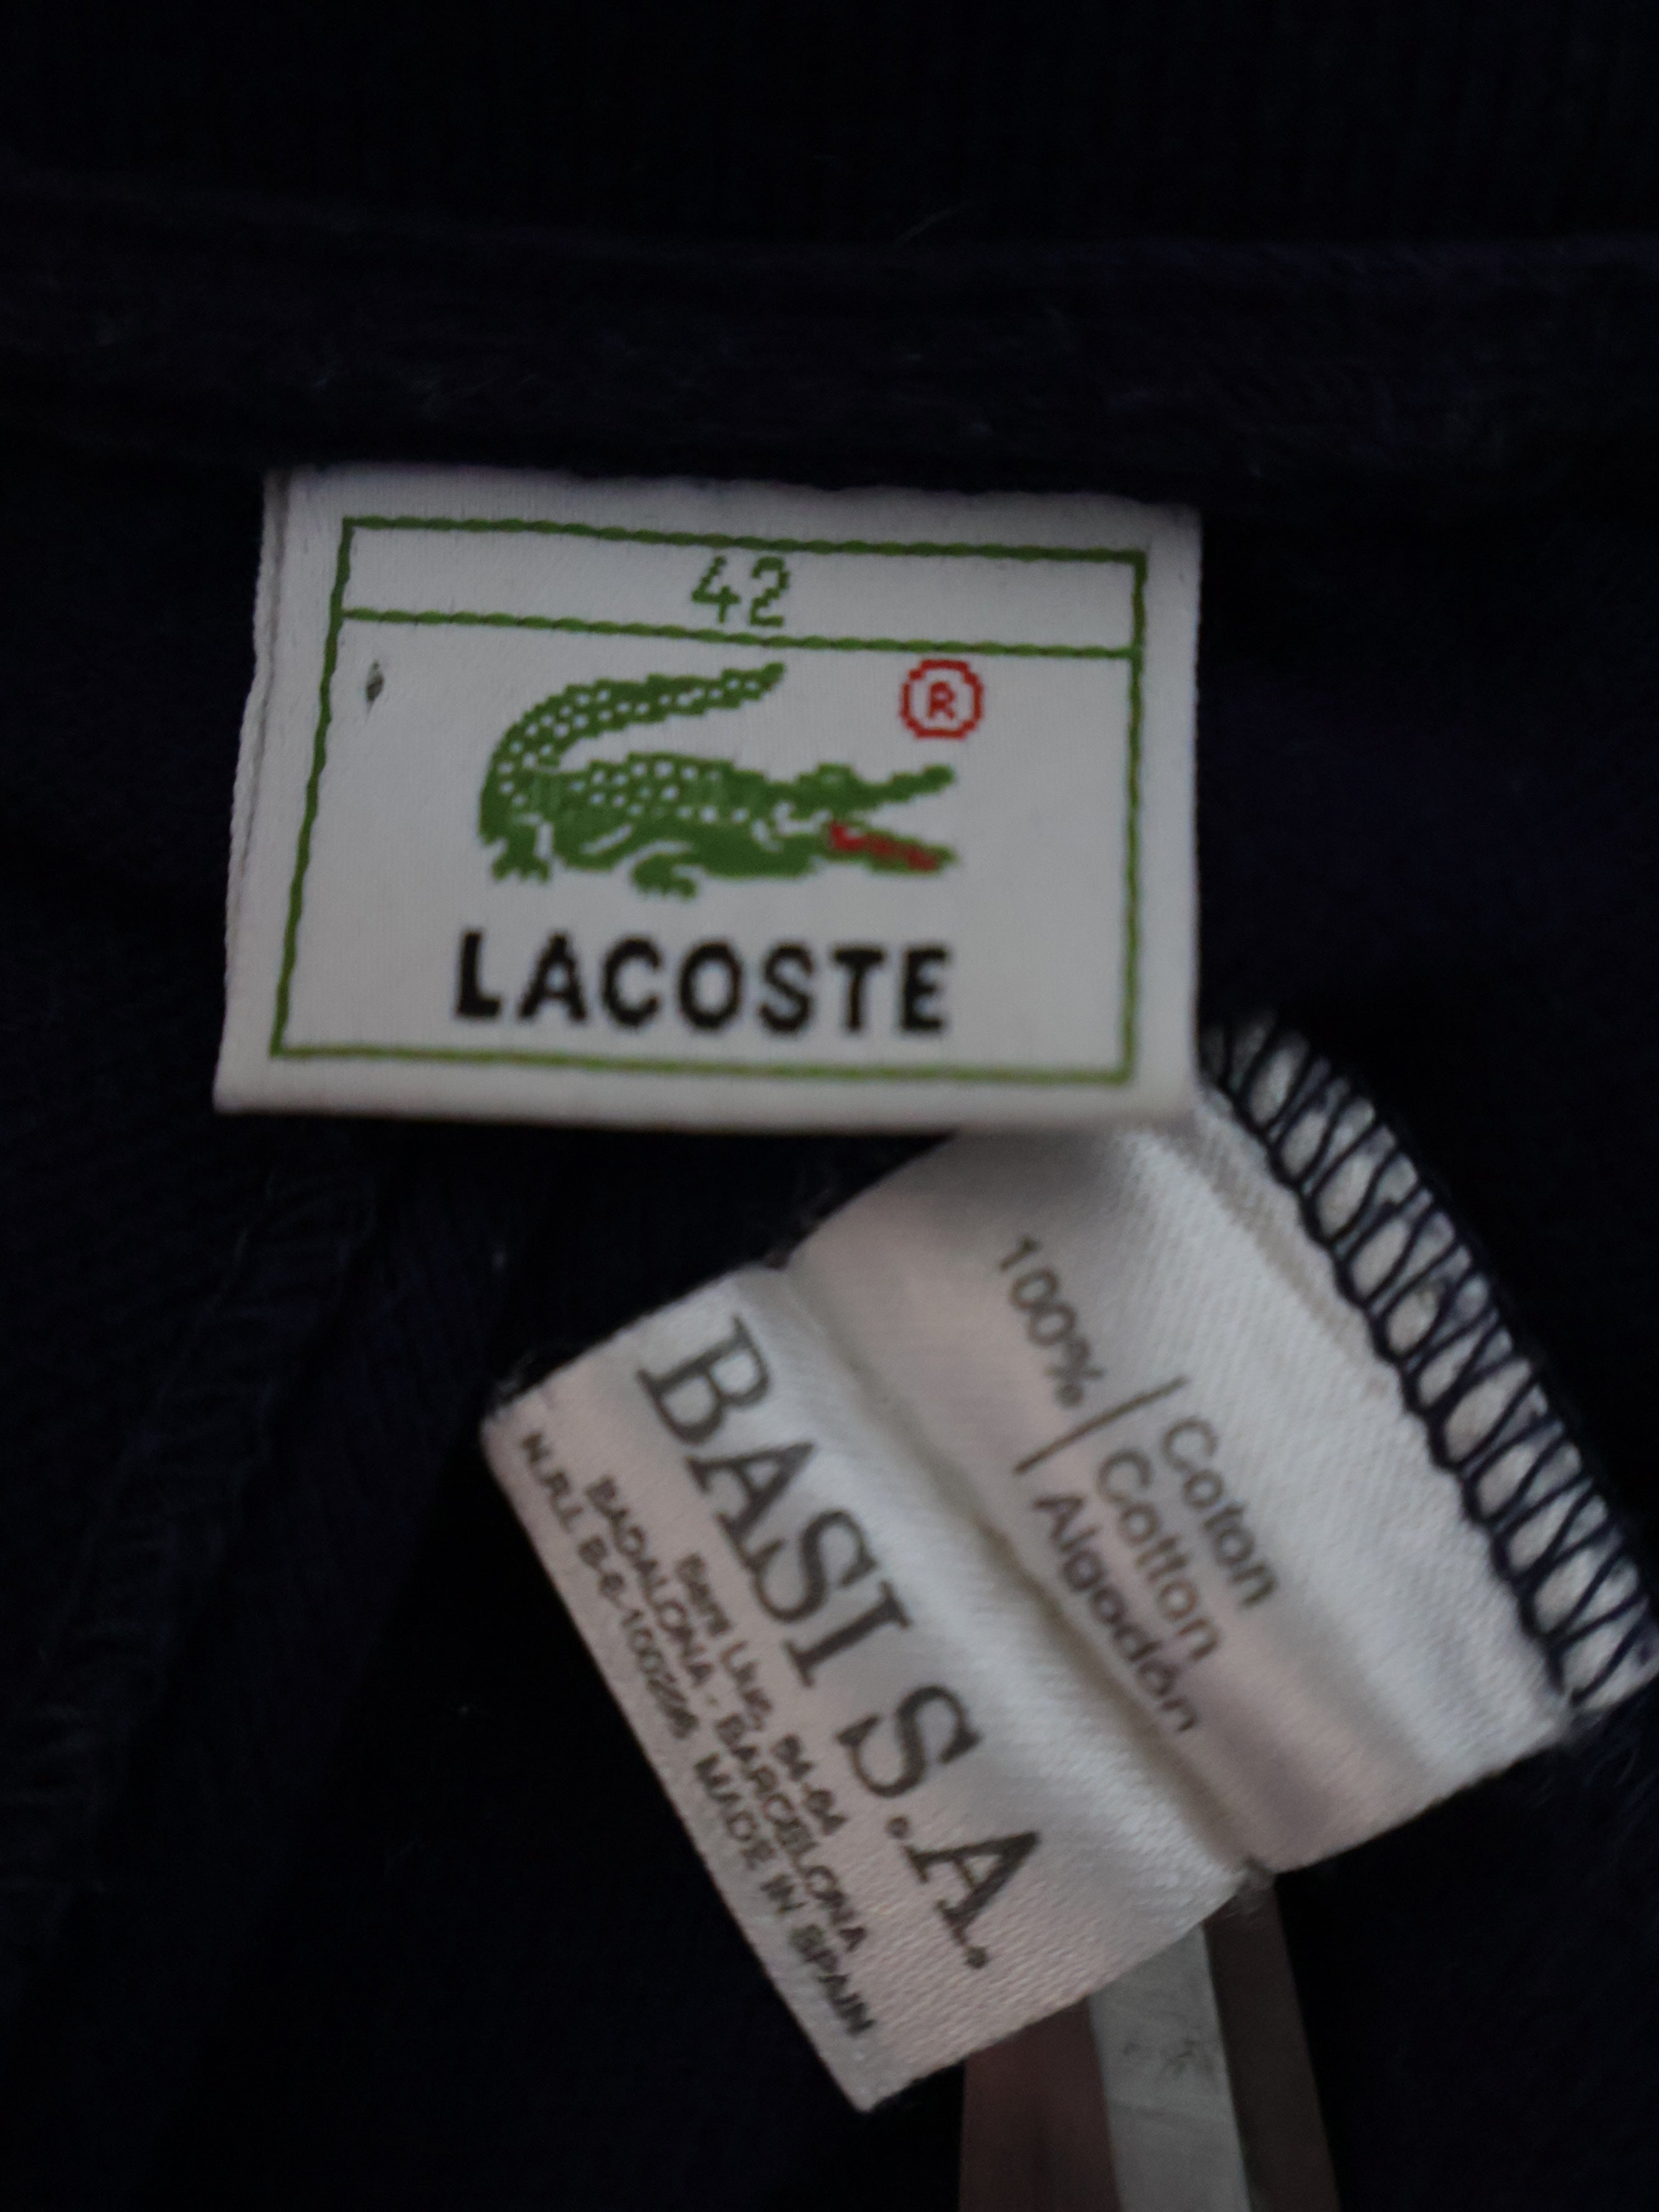 42
®
LACOSTE
100%
Coton
Cotton
Algodón
BASI S.A.
BADALONA - BARCELONA
MADE IN SPAIN